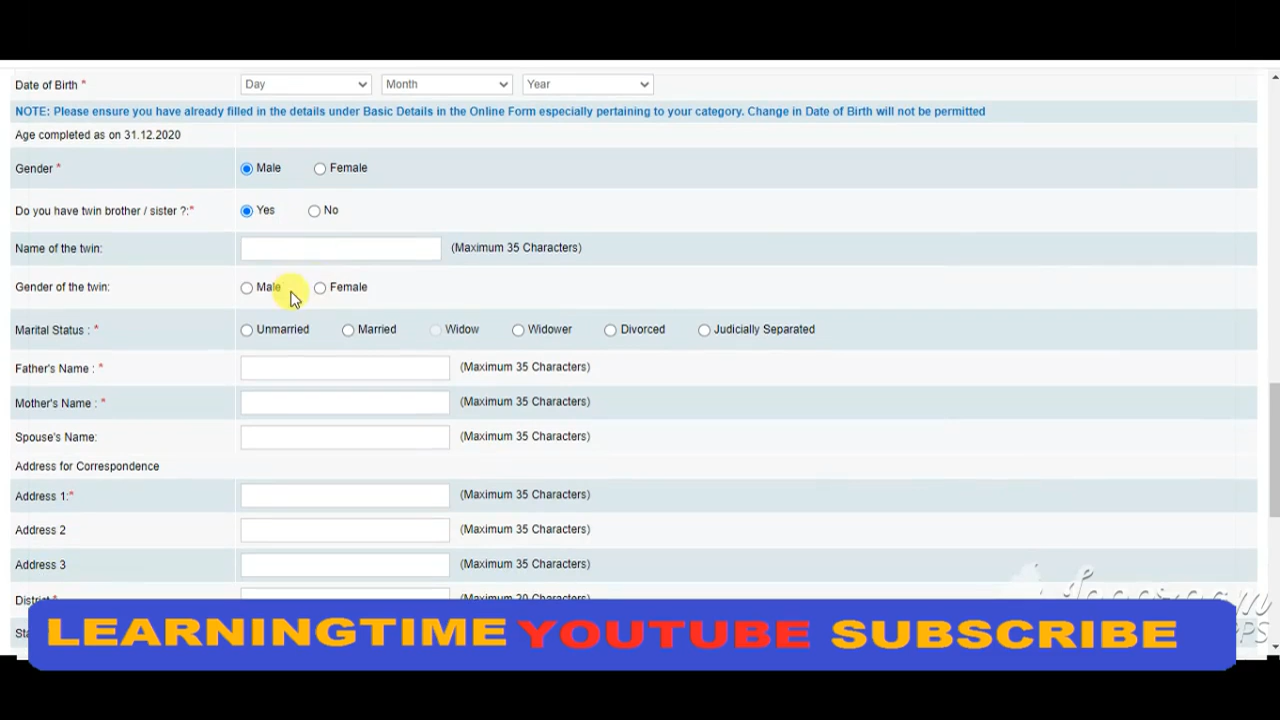 Date of Birth * Day Month Year
NOTE: Please ensure you have already filled in the details under Basic Details in the Online Form especially pertaining to your category. Change in Date of Birth will not be permitted
Age completed as on 31.12.2020
Gender * Male Female
Do you have twin brother / sister ?:* Yes No
Name of the twin: (Maximum 35 Characters)
Gender of the twin: Male Female
Marital Status : * Unmarried Married Widow Widower Divorced Judicially Separated
Father's Name : * (Maximum 35 Characters)
Mother's Name : * (Maximum 35 Characters)
Spouse's Name: (Maximum 35 Characters)
Address for Correspondence
Address 1:* (Maximum 35 Characters)
Address 2 (Maximum 35 Characters)
Address 3 (Maximum 35 Characters)
District * (Maximum 20 Characters)
LEARNINGTIME YOUTUBE SUBSCRIBE